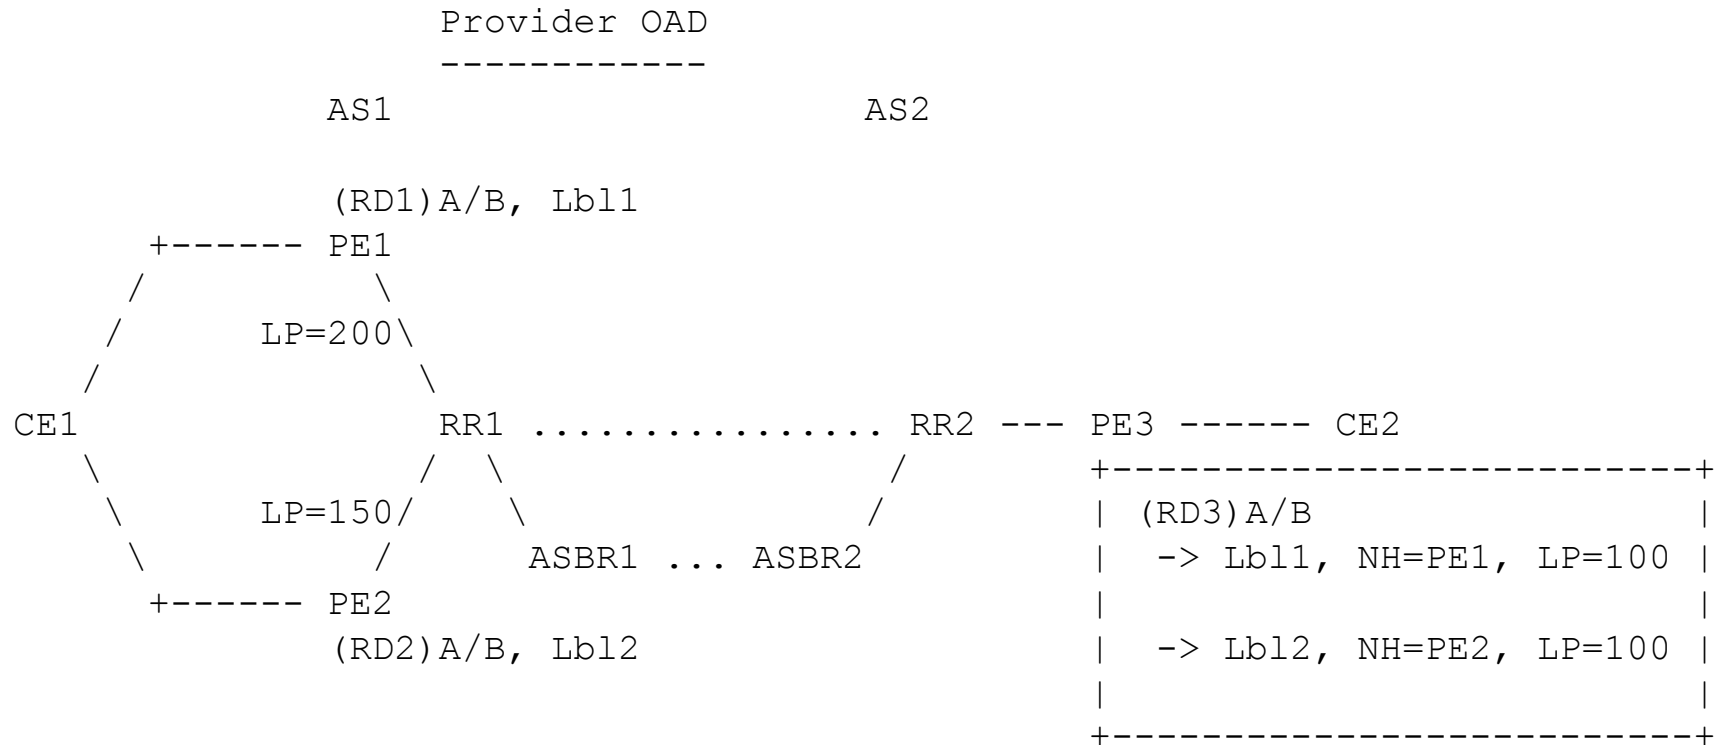 Provider OAD
------------
AS1                          AS2
(RD1)A/B, Lbl1
+------ PE1
LP=200
CE1                RR1 ................ RR2 --- PE3 ------ CE2
+--------------------------+
LP=150                                | (RD3)A/B                 |
ASBR1 ... ASBR2           |  -> Lbl1, NH=PE1, LP=100 |
+------ PE2                               |                          |
(RD2)A/B, Lbl2                    |  -> Lbl2, NH=PE2, LP=100 |
|                          |
+--------------------------+